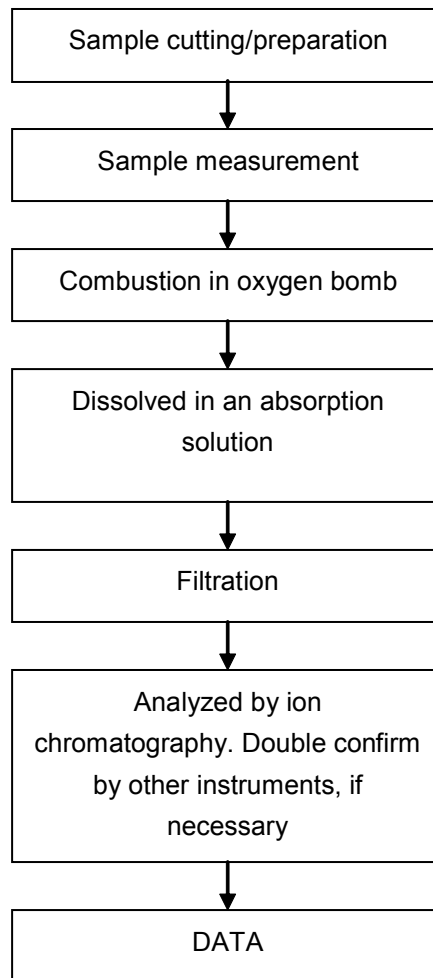 Sample cutting/preparation
Sample measurement
Combustion in oxygen bomb
Dissolved in an absorption
solution
Filtration
Analyzed by ion
chromatography. Double confirm
by other instruments, if
necessary
DATA